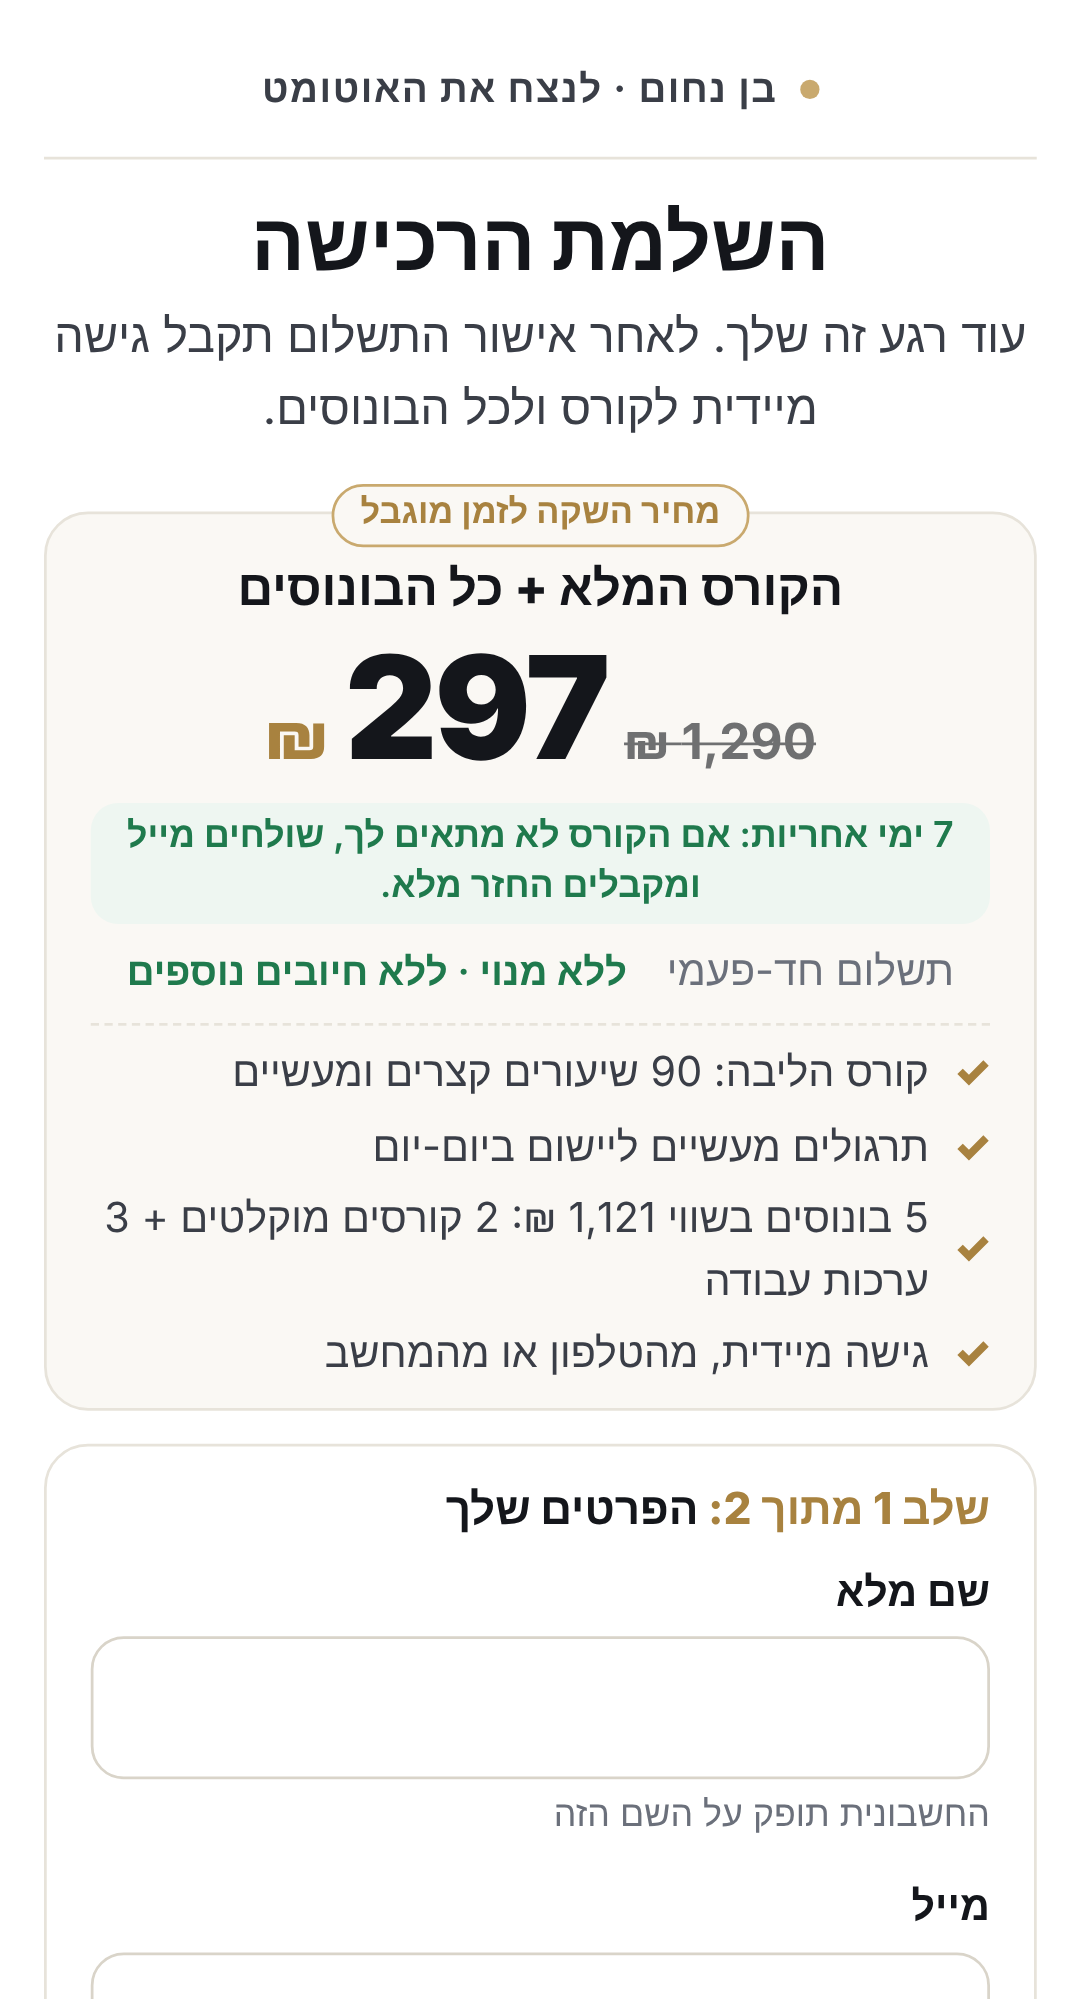 בן נחום · לנצח את האוטומט
השלמת הרכישה
עוד רגע זה שלך. לאחר אישור התשלום תקבל גישה
מיידית לקורס ולכל הבונוסים.
מחיר השקה לזמן מוגבל
הקורס המלא + כל הבונוסים
1,290 ₪ 297 ₪
7 ימי אחריות: אם הקורס לא מתאים לך, שולחים מייל
ומקבלים החזר מלא.
תשלום חד-פעמי ללא מנוי · ללא חיובים נוספים
קורס הליבה: 90 שיעורים קצרים ומעשיים
תרגולים מעשיים ליישום ביום-יום
5 בונוסים בשווי 1,121 ₪: 2 קורסים מוקלטים + 3
ערכות עבודה
גישה מיידית, מהטלפון או מהמחשב
שלב 1 מתוך 2: הפרטים שלך
שם מלא
החשבונית תופק על השם הזה
מייל